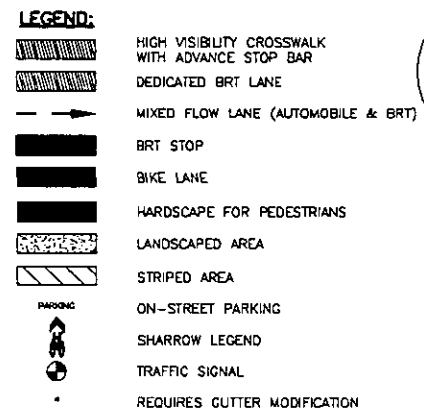 LEGEND:
HIGH VISIBILITY CROSSWALK
WITH ADVANCE STOP BAR
DEDICATED BRT LANE
MIXED FLOW LANE (AUTOMOBILE & BRT)
BRT STOP
BIKE LANE
HARDSCAPE FOR PEDESTRIANS
LANDSCAPED AREA
STRIPED AREA
PARKING ON-STREET PARKING
SHARROW LEGEND
TRAFFIC SIGNAL
* REQUIRES GUTTER MODIFICATION